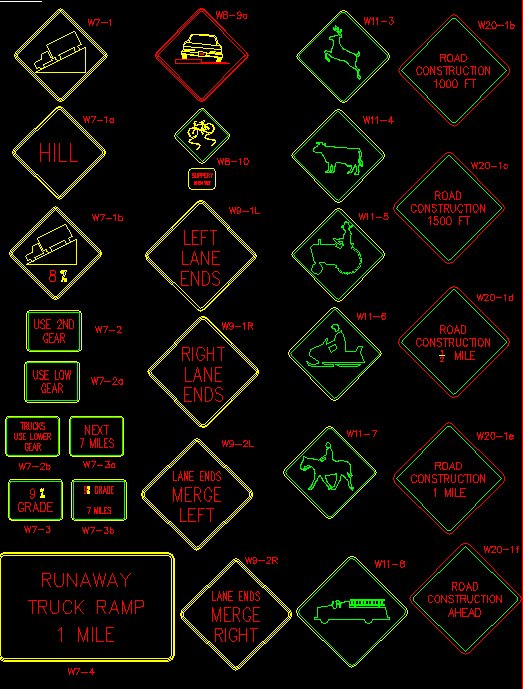 W7-1
HILL
W7-1a
8%
W7-1b
USE 2ND
GEAR
W7-2
USE LOW
GEAR
W7-2a
TRUCKS
USE LOWER
GEAR
W7-2b
NEXT
7 MILES
W7-3a
9%
GRADE
W7-3
GRADE
7 MILES
W7-3b
RUNAWAY
TRUCK RAMP
1 MILE
W7-4
W8-9a
SLIPPERY
W8-10
LEFT
LANE
ENDS
W9-1L
RIGHT
LANE
ENDS
W9-1R
LANE ENDS
MERGE
LEFT
W9-2L
LANE ENDS
MERGE
RIGHT
W9-2R
W11-3
W11-4
W11-5
W11-6
W11-7
W11-8
ROAD
CONSTRUCTION
1000 FT
W20-1b
ROAD
CONSTRUCTION
1500 FT
W20-1c
ROAD
CONSTRUCTION
½ MILE
W20-1d
ROAD
CONSTRUCTION
1 MILE
W20-1e
ROAD
CONSTRUCTION
AHEAD
W20-1f